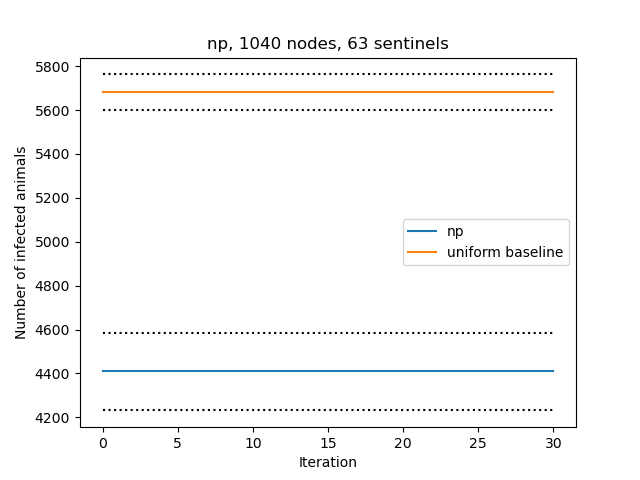 np, 1040 nodes, 63 sentinels
Number of infected animals
5800
5600
5400
5200
5000
4800
4600
4400
4200
np
uniform baseline
0 5 10 15 20 25 30
Iteration